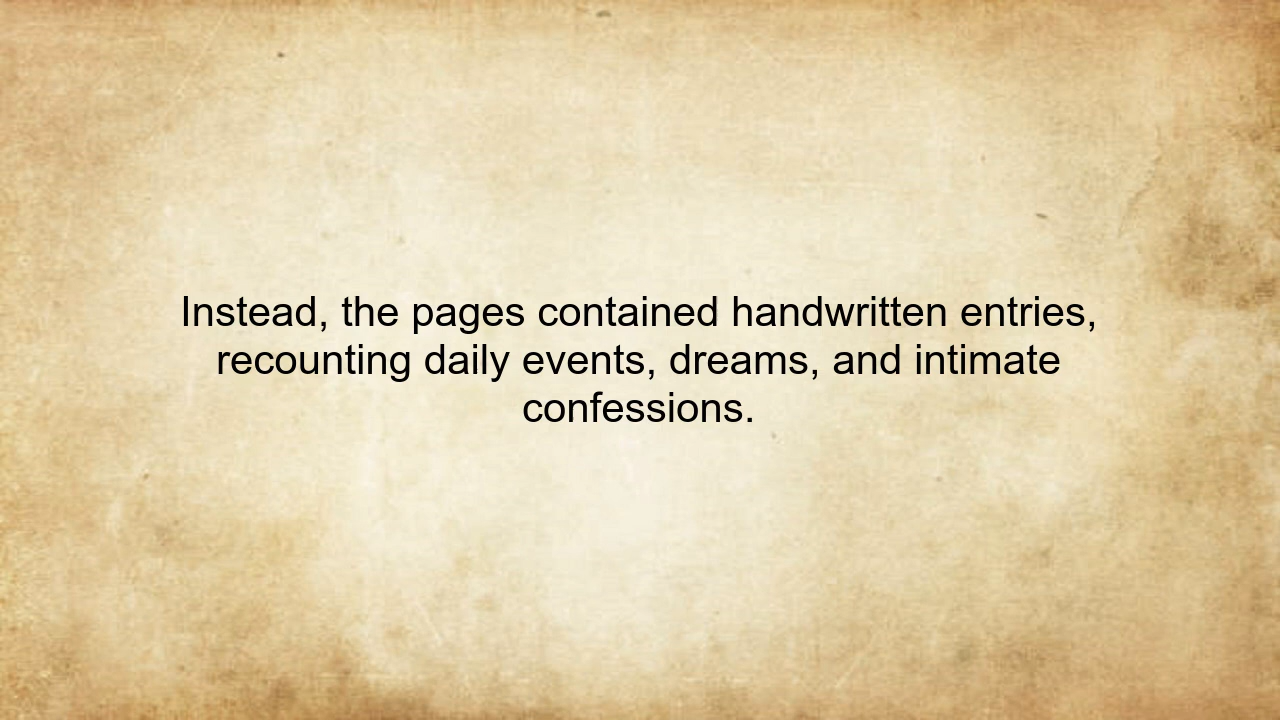 Instead, the pages contained handwritten entries,
recounting daily events, dreams, and intimate
confessions.